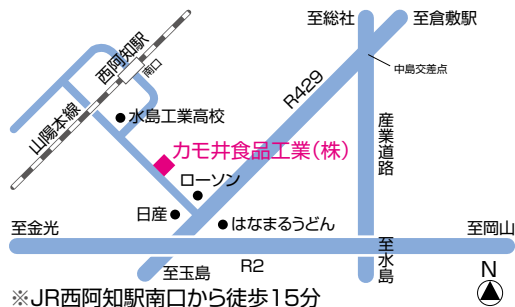 至総社
至倉敷駅
西阿知駅
南口
中島交差点
R429
山陽本線
水島工業高校
産業道路
カモ井食品工業(株)
ローソン
日産
はなまるうどん
至金光
至岡山
至水島
至玉島
R2
N
※JR西阿知駅南口から徒歩15分